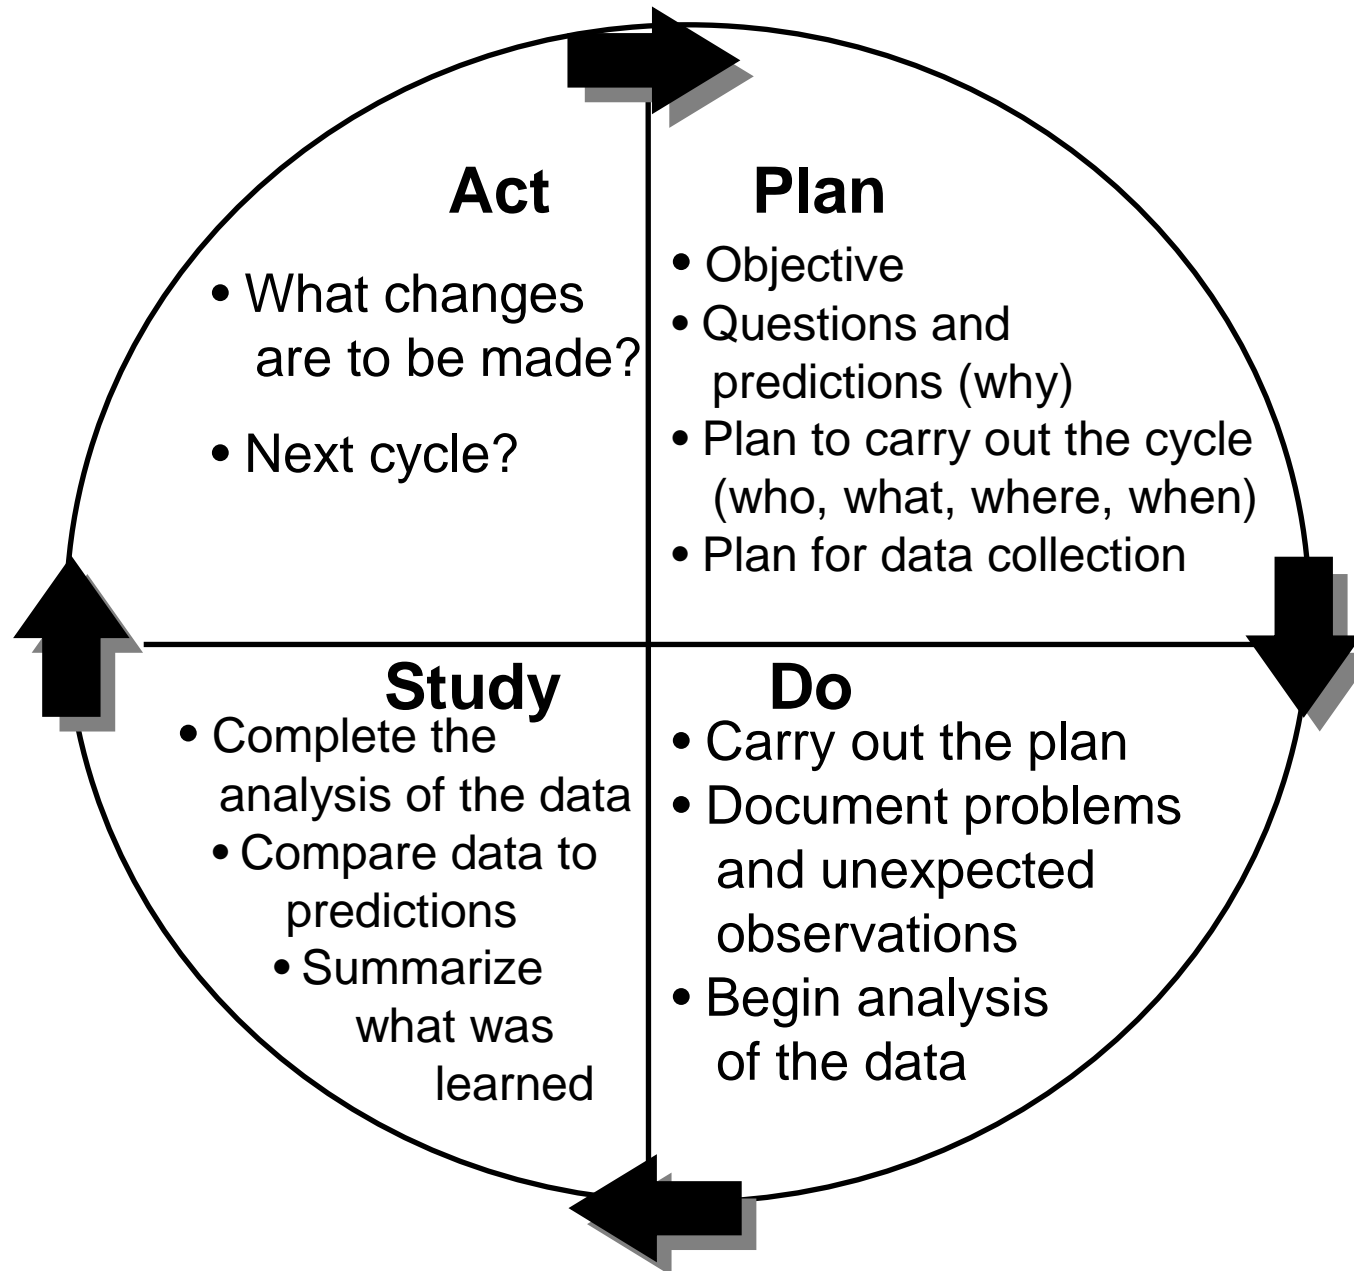 Act
• What changes
are to be made?
• Next cycle?
Plan
• Objective
• Questions and
predictions (why)
• Plan to carry out the cycle
(who, what, where, when)
• Plan for data collection
Study
• Complete the
analysis of the data
• Compare data to
predictions
• Summarize
what was
learned
Do
• Carry out the plan
• Document problems
and unexpected
observations
• Begin analysis
of the data